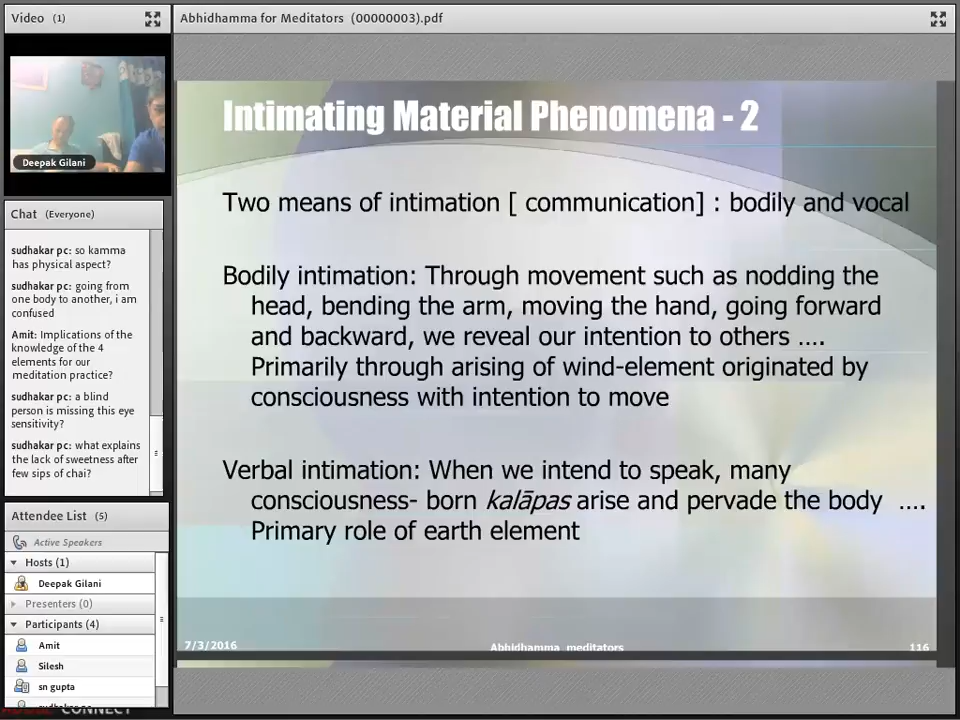 Video (1)
Abhidhamma for Meditators (00000003).pdf
Deepak Gilani
Chat (Everyone)
sudhakar pc: so kamma
has physical aspect?
sudhakar pc: going from
one body to another, i am
confused
Amit: Implications of the
knowledge of the 4
elements for our
meditation practice?
sudhakar pc: a blind
person is missing this eye
sensitivity?
sudhakar pc: what explains
the lack of sweetness after
few sips of chai?
Attendee List (5)
Active Speakers
Hosts (1)
Deepak Gilani
Presenters (0)
Participants (4)
Amit
Silesh
sn gupta
CONNECT
Intimating Material Phenomena - 2
Two means of intimation [ communication] : bodily and vocal
Bodily intimation: Through movement such as nodding the
head, bending the arm, moving the hand, going forward
and backward, we reveal our intention to others ….
Primarily through arising of wind-element originated by
consciousness with intention to move
Verbal intimation: When we intend to speak, many
consciousness- born kalāpas arise and pervade the body ….
Primary role of earth element
7/3/2016
Abhidhamma meditators
116